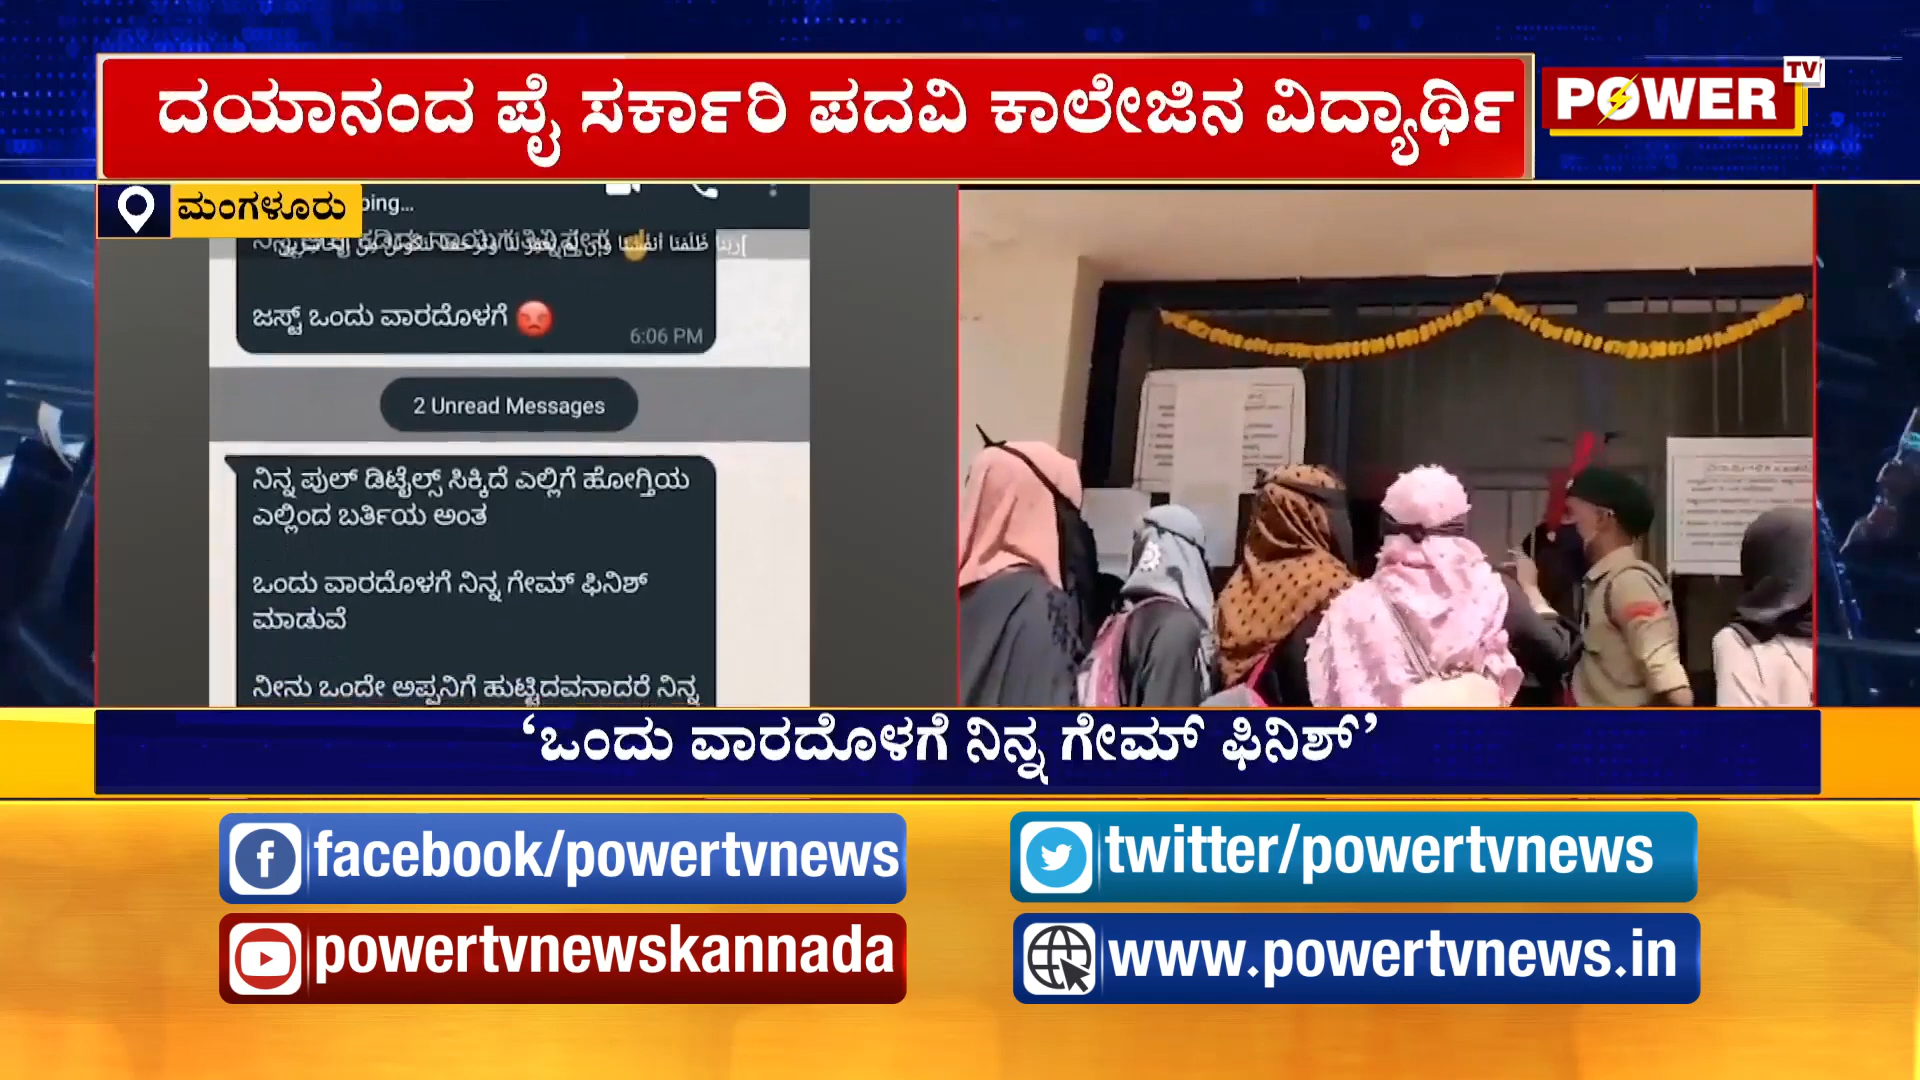 ದಯಾನಂದ ಪೈ ಸರ್ಕಾರಿ ಪದವಿ ಕಾಲೇಜಿನ ವಿದ್ಯಾರ್ಥಿ
POWER TV
ಮಂಗಳೂರು
ಜಸ್ಟ್ ಒಂದು ವಾರದೊಳಗೆ 😡
6:06 PM
2 Unread Messages
ನಿನ್ನ ಪುಲ್ ಡಿಟೈಲ್ಸ್ ಸಿಕ್ಕಿದೆ ಎಲ್ಲಿಗೆ ಹೋಗ್ತಿಯ
ಎಲ್ಲಿಂದ ಬರ್ತಿಯ ಅಂತ
ಒಂದು ವಾರದೊಳಗೆ ನಿನ್ನ ಗೇಮ್ ಫಿನಿಶ್
ಮಾಡುವೆ
ನೀನು ಒಂದೇ ಅಪ್ಪನಿಗೆ ಹುಟ್ಟಿದವನಾದರೆ ನಿನ್ನ
‘ಒಂದು ವಾರದೊಳಗೆ ನಿನ್ನ ಗೇಮ್ ಫಿನಿಶ್’
facebook/powertvnews
twitter/powertvnews
powertvnewskannada
www.powertvnews.in